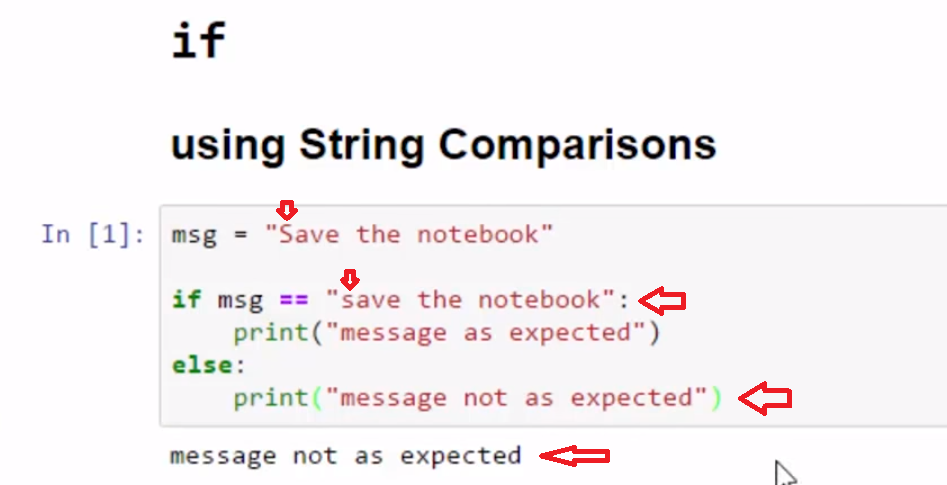 if
using String Comparisons
In [1]:
msg = "Save the notebook"
if msg == "save the notebook":
    print("message as expected")
else:
    print("message not as expected")
message not as expected